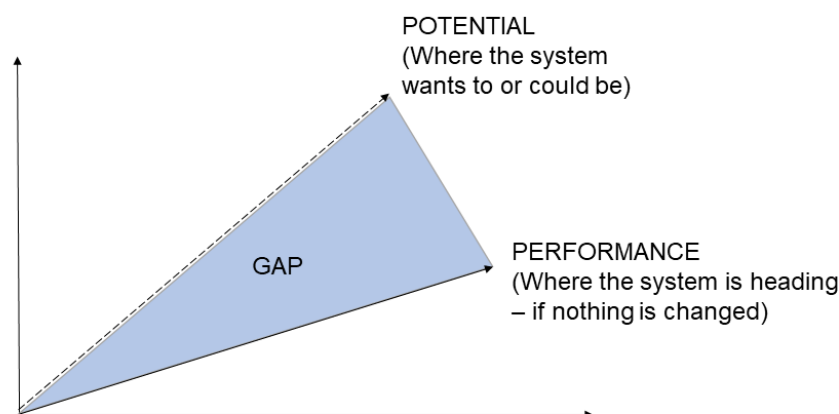 POTENTIAL
(Where the system
wants to or could be)
GAP
PERFORMANCE
(Where the system is heading
– if nothing is changed)